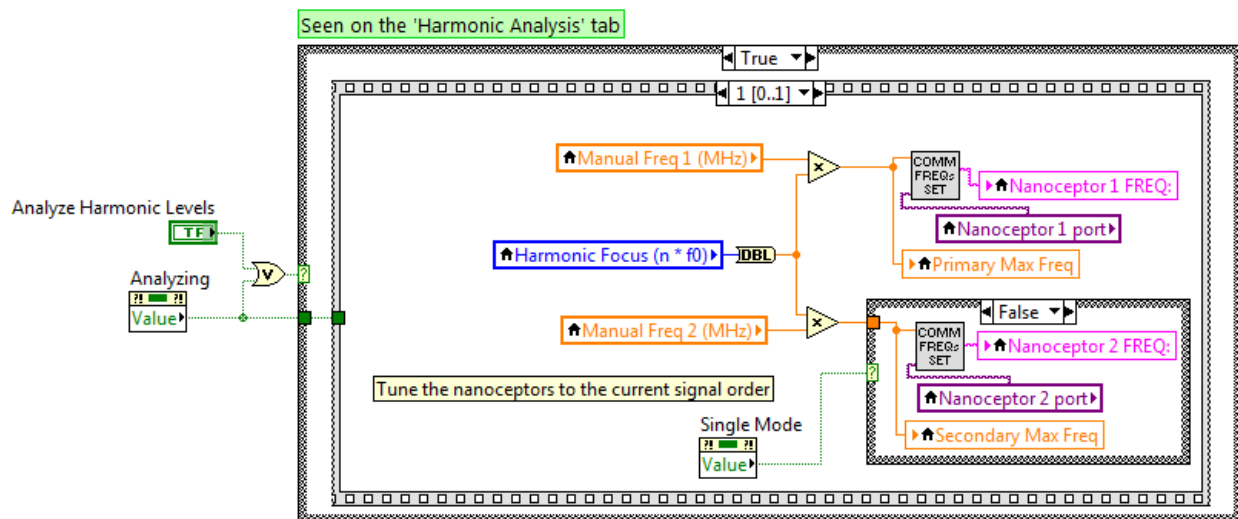 Seen on the 'Harmonic Analysis' tab
True
1 [0..1]
Manual Freq 1 (MHz)
x
COMM
FREQs
SET
Nanoceptor 1 FREQ:
Analyze Harmonic Levels
TF
Nanoceptor 1 port
V
Harmonic Focus (n * f0)
DBL
Primary Max Freq
?
Analyzing
?! ?!
Value
False
Manual Freq 2 (MHz)
x
COMM
FREQs
SET
Nanoceptor 2 FREQ:
?
Tune the nanoceptors to the current signal order
Nanoceptor 2 port
Single Mode
Secondary Max Freq
?! ?!
Value